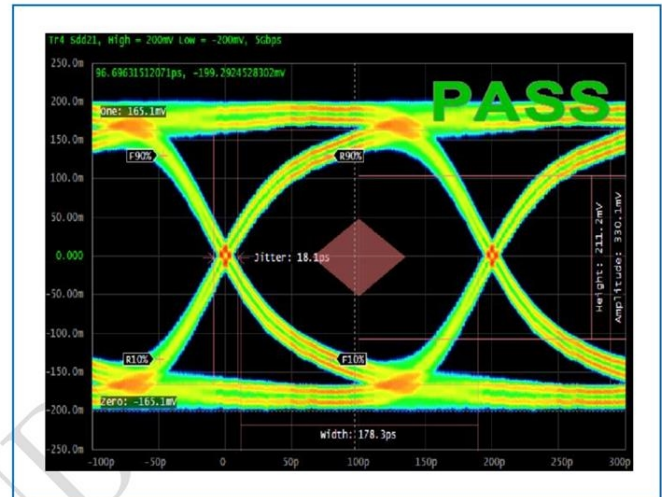 Tr4 Sdd21, High = 200mV Low = -200mV, 5Gbps
250.0m
96.69631512071ps, -199.2924528302mV
PASS
200.0m
One: 165.1mV
150.0m
F90%
R90%
100.0m
50.00m
0.000
Jitter: 18.1ps
Height: 211.2mV
Amplitude: 330.1mV
-50.00m
-100.0m
R10%
F10%
-150.0m
Zero: -165.1mV
-200.0m
Width: 178.3ps
-250.0m
-100p -50p 0 50p 100p 150p 200p 250p 300p